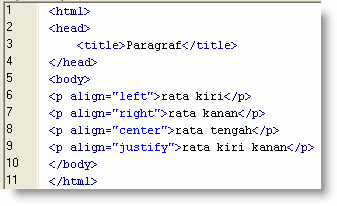 1 <html>
2 <head>
3 <title>Paragraf</title>
4 </head>
5 <body>
6 <p align="left">rata kiri</p>
7 <p align="right">rata kanan</p>
8 <p align="center">rata tengah</p>
9 <p align="justify">rata kiri kanan</p>
10 </body>
11 </html>